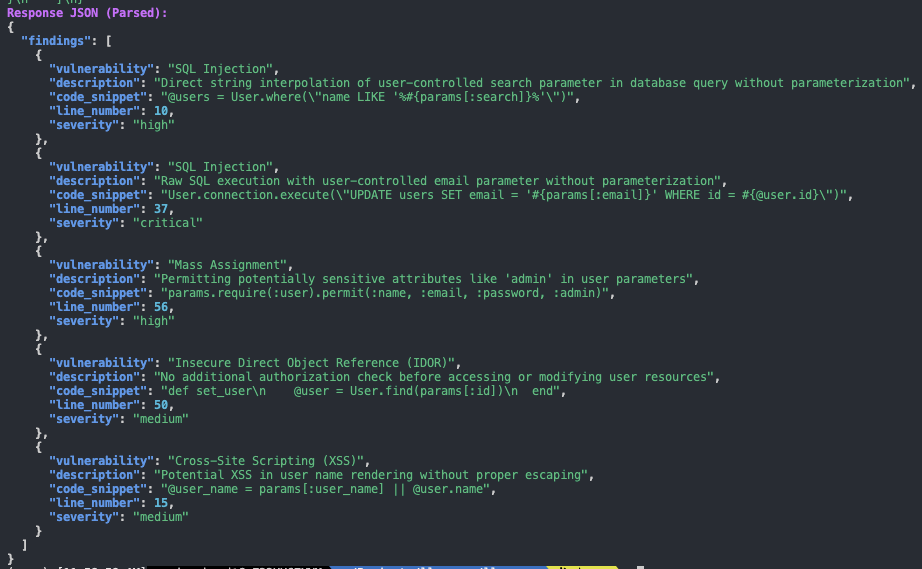 Response JSON (Parsed):
{
  "findings": [
    {
      "vulnerability": "SQL Injection",
      "description": "Direct string interpolation of user-controlled search parameter in database query without parameterization",
      "code_snippet": "@users = User.where(\"name LIKE '%#{params[:search]}%'\")",
      "line_number": 10,
      "severity": "high"
    },
    {
      "vulnerability": "SQL Injection",
      "description": "Raw SQL execution with user-controlled email parameter without parameterization",
      "code_snippet": "User.connection.execute(\"UPDATE users SET email = '#{params[:email]}' WHERE id = #{@user.id}\")",
      "line_number": 37,
      "severity": "critical"
    },
    {
      "vulnerability": "Mass Assignment",
      "description": "Permitting potentially sensitive attributes like 'admin' in user parameters",
      "code_snippet": "params.require(:user).permit(:name, :email, :password, :admin)",
      "line_number": 56,
      "severity": "high"
    },
    {
      "vulnerability": "Insecure Direct Object Reference (IDOR)",
      "description": "No additional authorization check before accessing or modifying user resources",
      "code_snippet": "def set_user\n    @user = User.find(params[:id])\n  end",
      "line_number": 50,
      "severity": "medium"
    },
    {
      "vulnerability": "Cross-Site Scripting (XSS)",
      "description": "Potential XSS in user name rendering without proper escaping",
      "code_snippet": "@user_name = params[:user_name] || @user.name",
      "line_number": 15,
      "severity": "medium"
    }
  ]
}